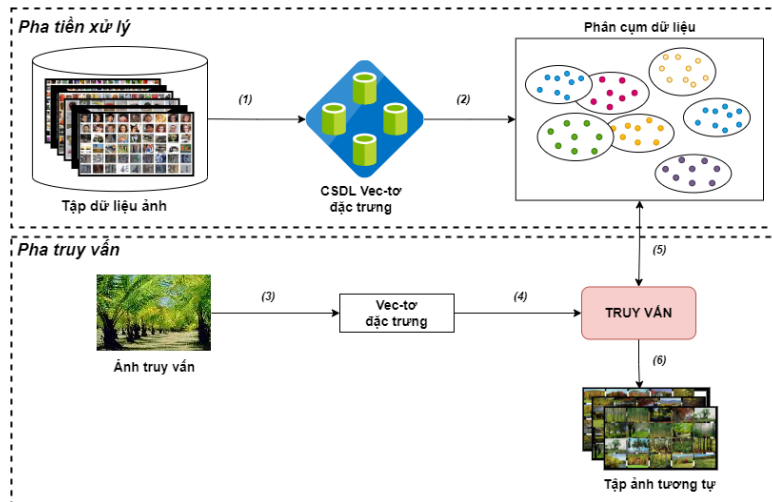 Pha tiền xử lý
Phân cụm dữ liệu
(1)
(2)
CSDL Vec-tơ
đặc trưng
Tập dữ liệu ảnh
Pha truy vấn
(5)
(3)
Vec-tơ
đặc trưng
(4)
TRUY VẤN
Ảnh truy vấn
(6)
Tập ảnh tương tự